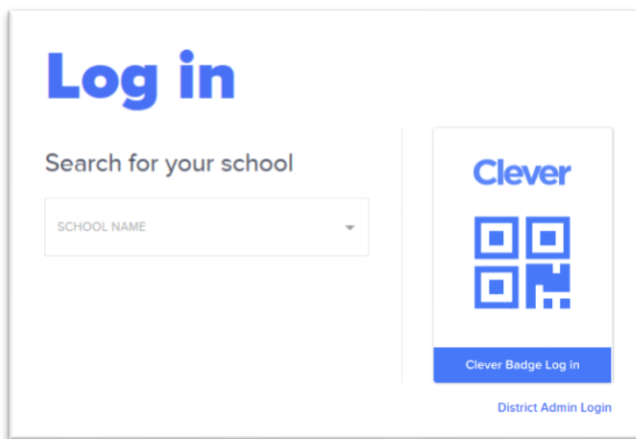 Log in
Search for your school
SCHOOL NAME
Clever
Clever Badge Log in
District Admin Login